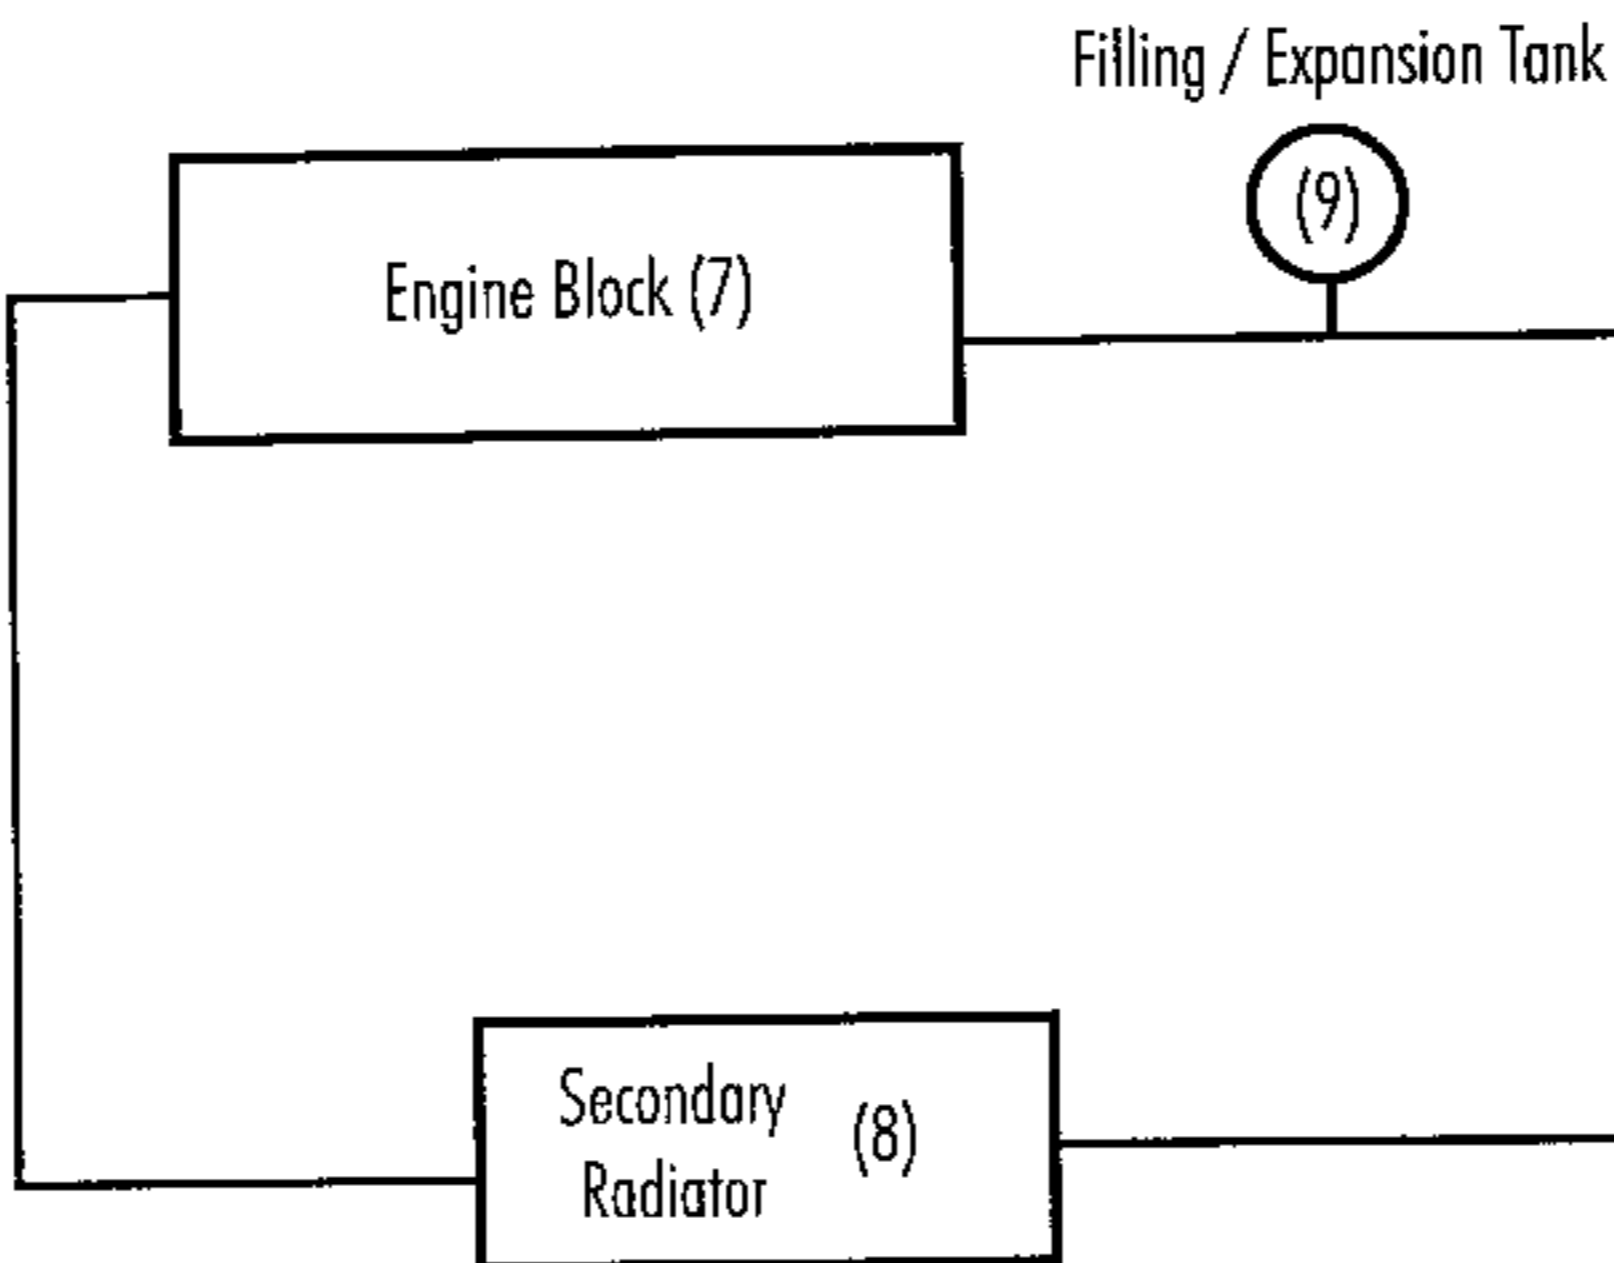 Filling / Expansion Tank
(9)
Engine Block (7)
Secondary
Radiator
(8)